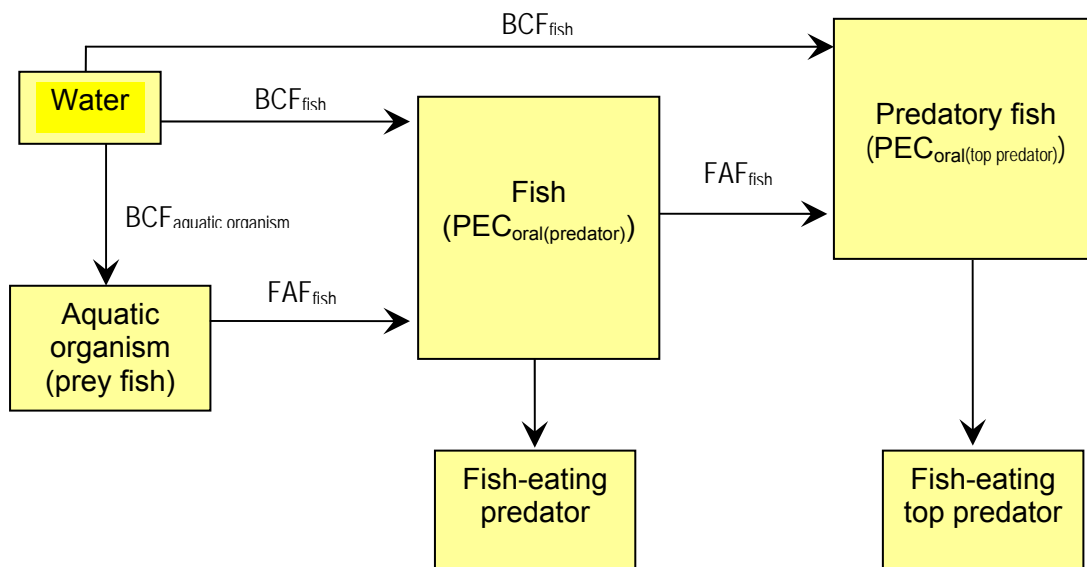 BCFfish
Water
BCFfish
Predatory fish
(PECoral(top predator))
Fish
(PECoral(predator))
FAFfish
BCFaquatic organism
FAFfish
Aquatic
organism
(prey fish)
Fish-eating
predator
Fish-eating
top predator